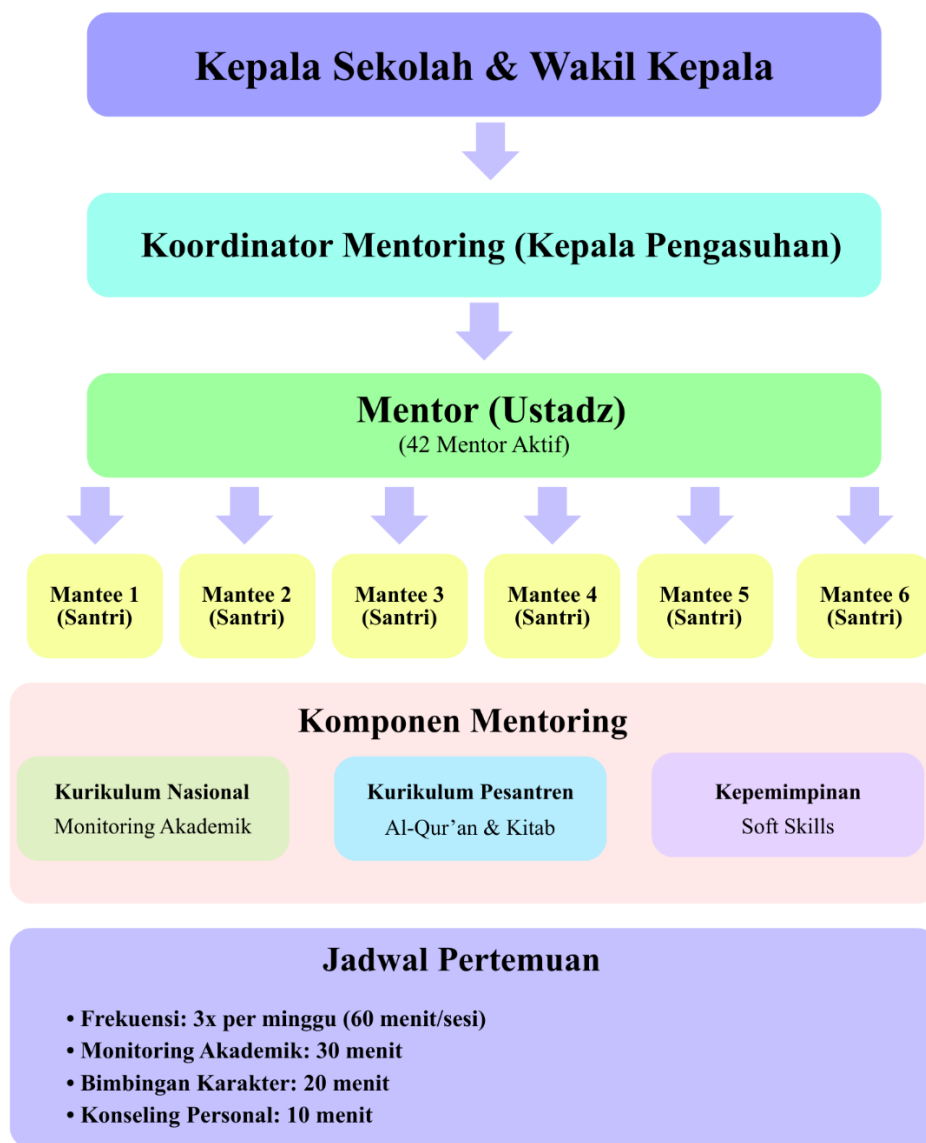 Kepala Sekolah & Wakil Kepala
Koordinator Mentoring (Kepala Pengasuhan)
Mentor (Ustadz)
(42 Mentor Aktif)
Mantee 1
(Santri)
Mantee 2
(Santri)
Mantee 3
(Santri)
Mantee 4
(Santri)
Mantee 5
(Santri)
Mantee 6
(Santri)
Komponen Mentoring
Kurikulum Nasional
Monitoring Akademik
Kurikulum Pesantren
Al-Qur’an & Kitab
Kepemimpinan
Soft Skills
Jadwal Pertemuan
• Frekuensi: 3x per minggu (60 menit/sesi)
• Monitoring Akademik: 30 menit
• Bimbingan Karakter: 20 menit
• Konseling Personal: 10 menit